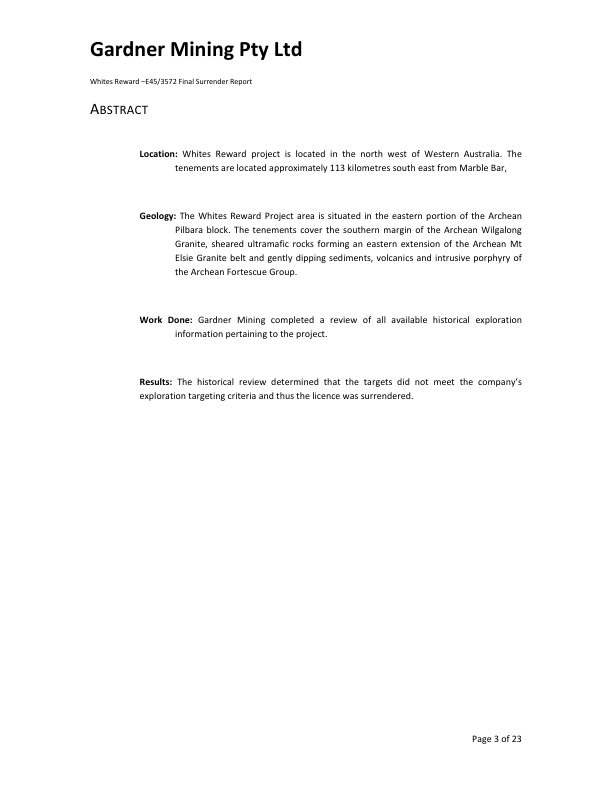 Gardner Mining Pty Ltd
Whites Reward –E45/3572 Final Surrender Report
ABSTRACT
Location: Whites Reward project is located in the north west of Western Australia. The
tenements are located approximately 113 kilometres south east from Marble Bar,
Geology: The Whites Reward Project area is situated in the eastern portion of the Archean
Pilbara block. The tenements cover the southern margin of the Archean Wilgalong
Granite, sheared ultramafic rocks forming an eastern extension of the Archean Mt
Elsie Granite belt and gently dipping sediments, volcanics and intrusive porphyry of
the Archean Fortescue Group.
Work Done: Gardner Mining completed a review of all available historical exploration
information pertaining to the project.
Results: The historical review determined that the targets did not meet the company's
exploration targeting criteria and thus the licence was surrendered.
Page 3 of 23